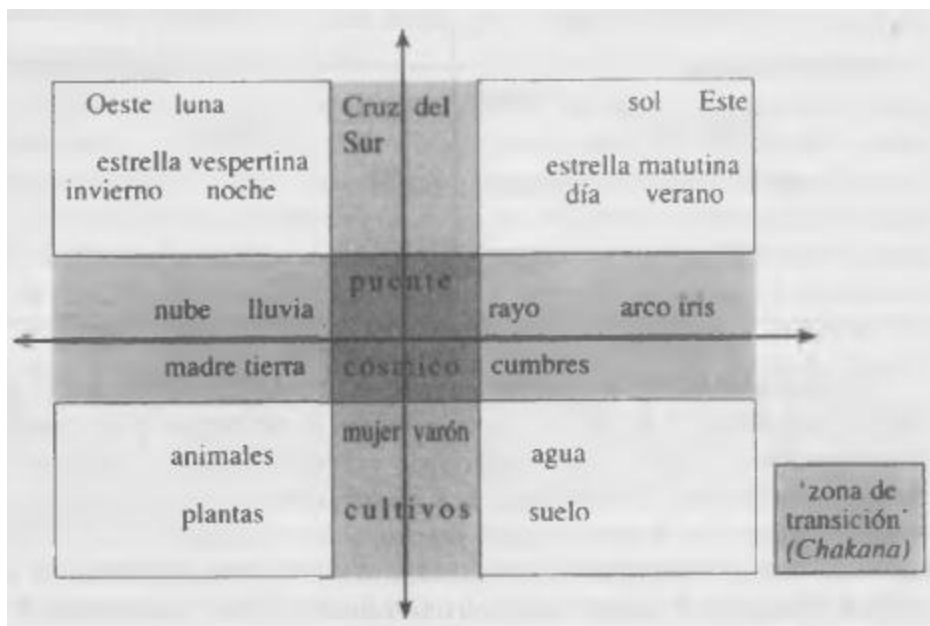 Oeste luna
estrella vespertina
invierno noche
Cruz del
Sur
sol Este
estrella matutina
día verano
puente
nube lluvia
rayo arco iris
madre tierra
cósmico
cumbres
animales
plantas
mujer varón
cultivos
agua
suelo
'zona de
transición'
(Chakana)